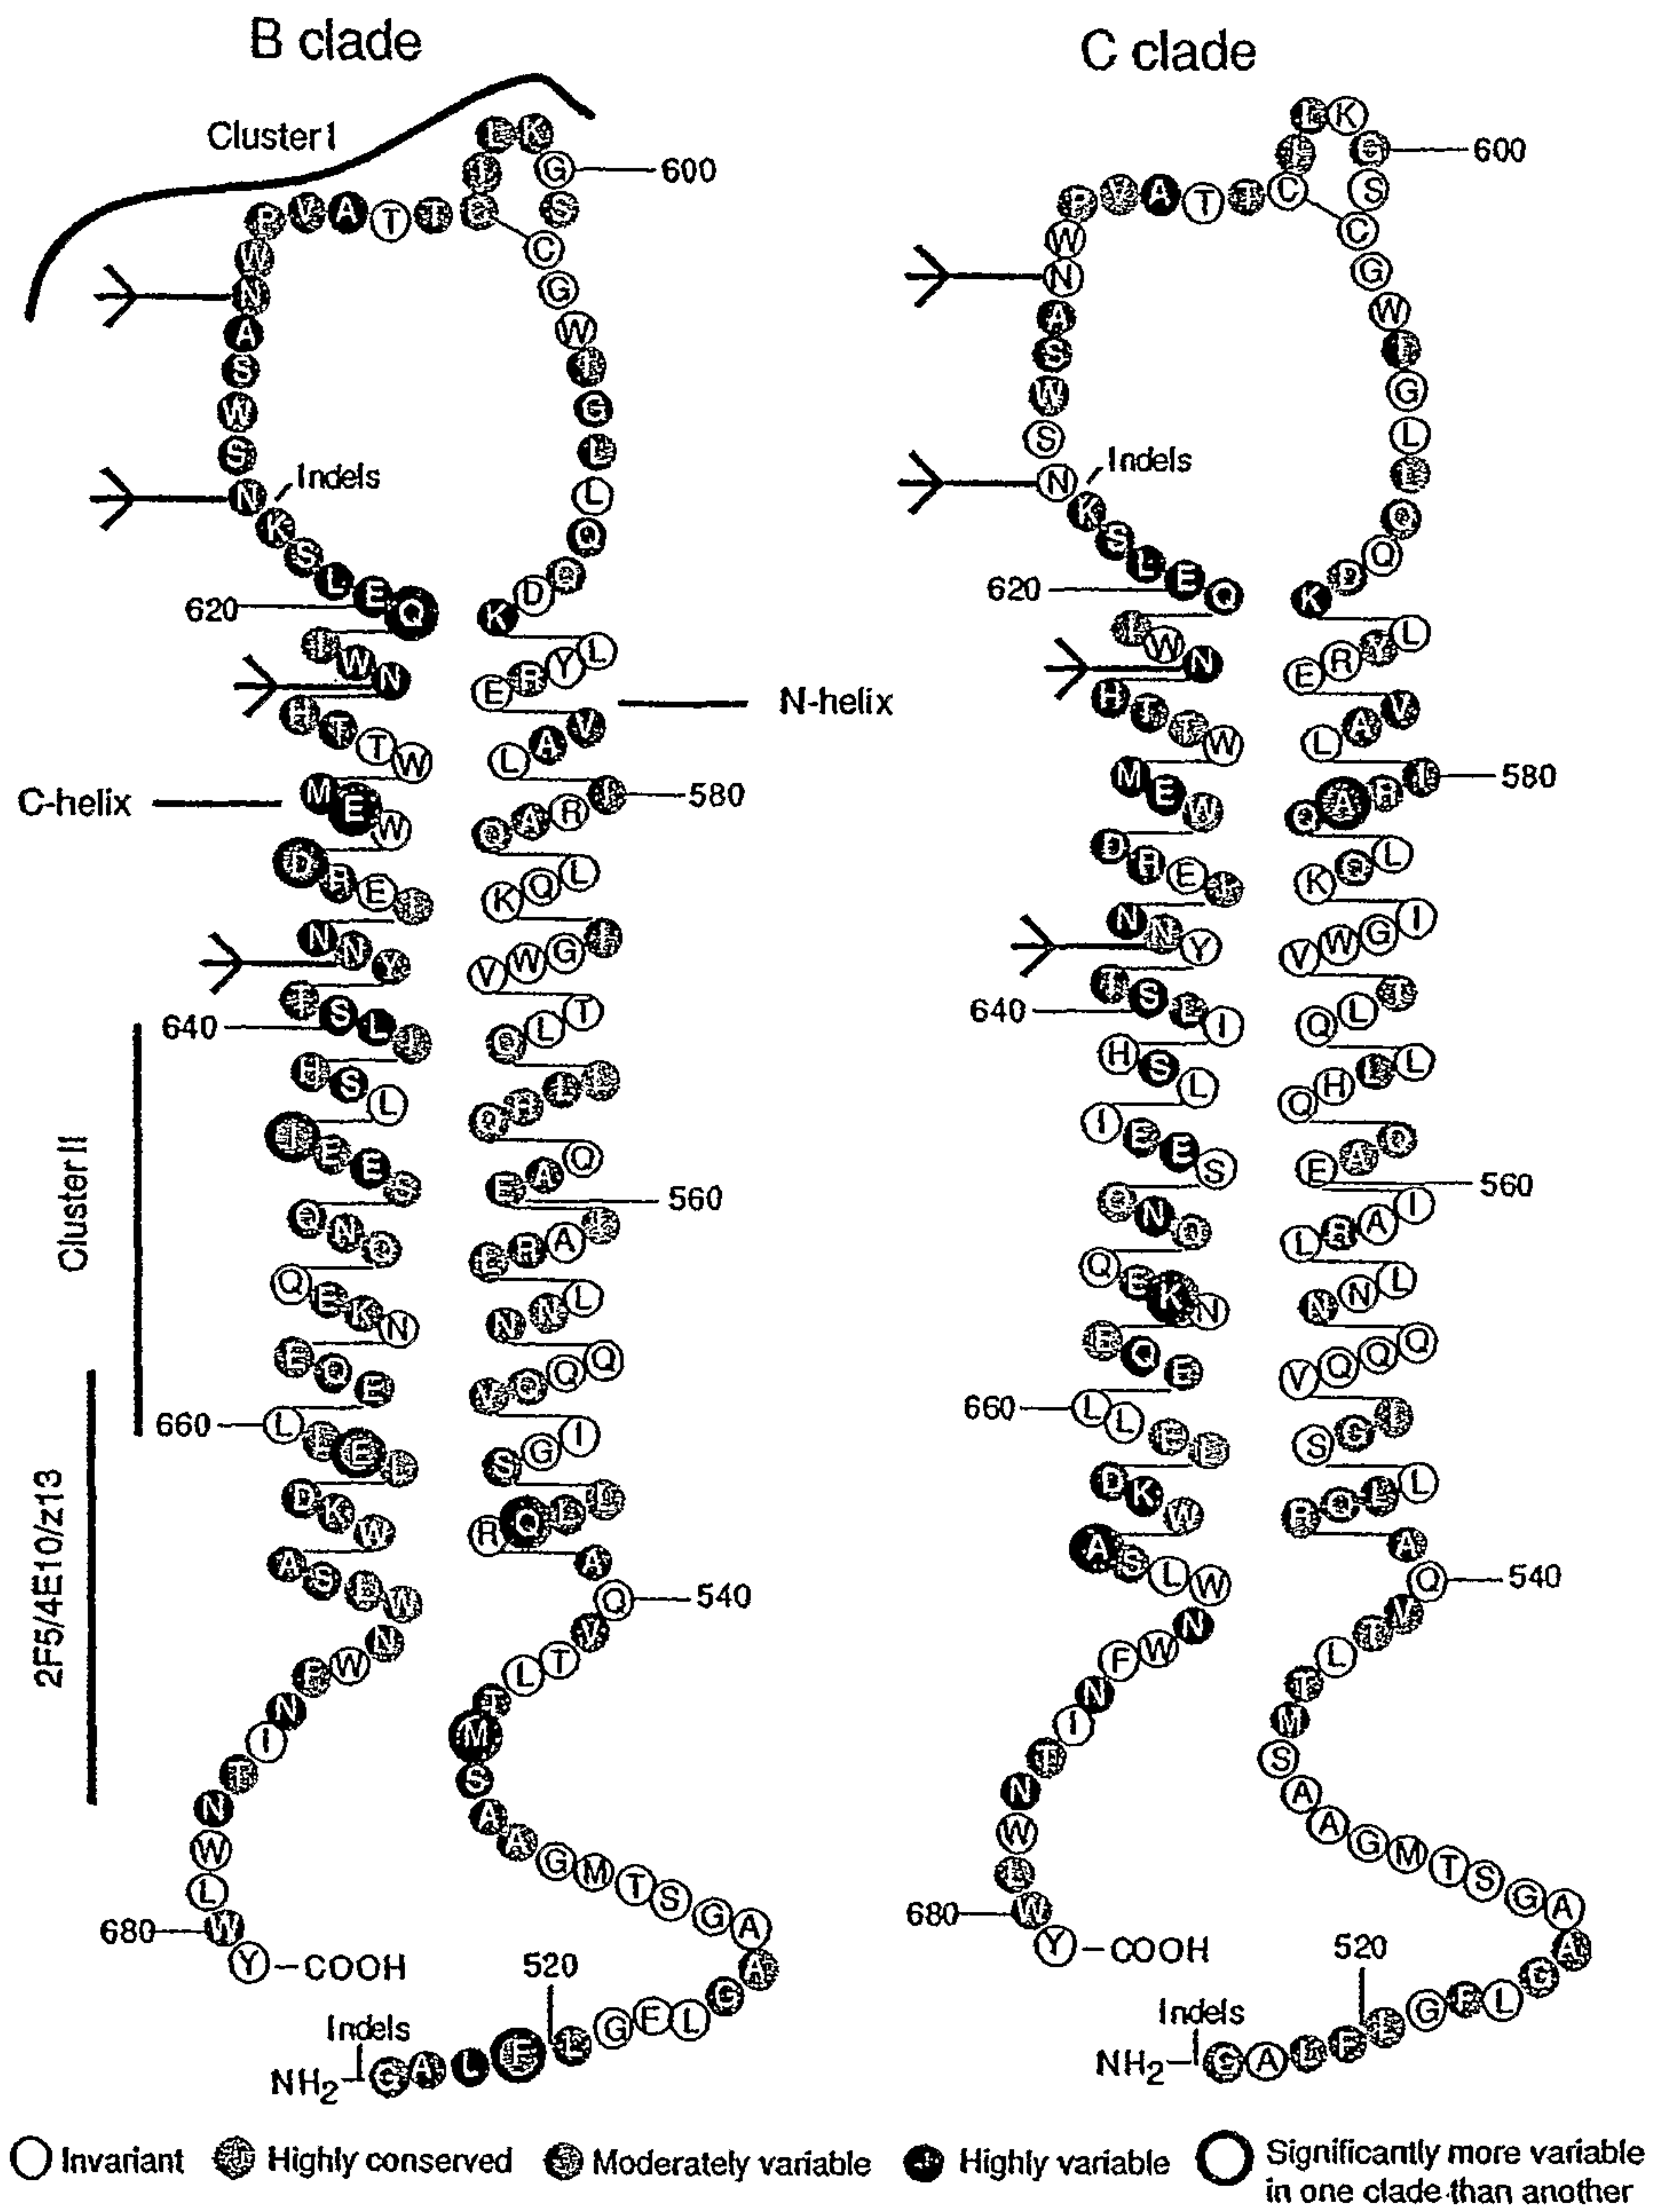 B clade
C clade
Cluster I
L K
I G 600
P V A T T C S
W C
N G
A W
S I
W G
S L
N Indels L
K Q
S Q
L D
620 E Q K
I W N
E R Y L
N-helix
H T T W
L A V
C-helix
M E W
Q A R I 580
D R E I
K Q L
N N Y
V W G I
T S L I
640
Q L T
H S L
Q H L L
I E E S
E A Q
560
Q N Q
L R A I
Q E K N
N N L
E Q E
V Q Q Q
660 L L E L
S G I
D K W
R Q L L
A S L W
A
Q 540
N W F N I T N W L W Y
V T L T M S A A G M T S G A A G L F G L F L A G
680
COOH
520
Indels
NH2
Cluster II
2F5/4E10/z13
L K
I G 600
P V A T T C S
W C
N G
A W
S I
W G
S L
N Indels L
K Q
S Q
L D
620 E Q K
I W N
E R Y L
H T T W
L A V
M E W
Q A R I 580
D R E I
K Q L
N N Y
V W G I
T S L I
640
Q L T
H S L
Q H L L
I E E S
E A Q
560
Q N Q
L R A I
Q E K N
N N L
E Q E
V Q Q Q
660 L L E L
S G I
D K W
R Q L L
A S L W
A
Q 540
N W F N I T N W L W Y
V T L T M S A A G M T S G A A G L F G L F L A G
680
COOH
520
Indels
NH2
Invariant
Highly conserved
Moderately variable
Highly variable
Significantly more variable
in one clade than another